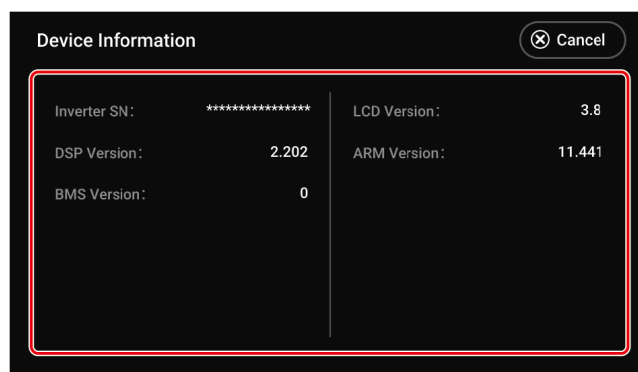 Device Information
Cancel
Inverter SN: ****************
LCD Version: 3.8
DSP Version: 2.202
ARM Version: 11.441
BMS Version: 0